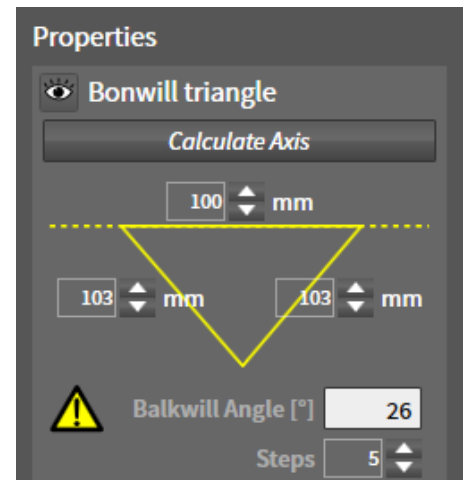 Properties
Bonwill triangle
Calculate Axis
100 mm
103 mm 103 mm
Balkwill Angle [°] 26
Steps 5